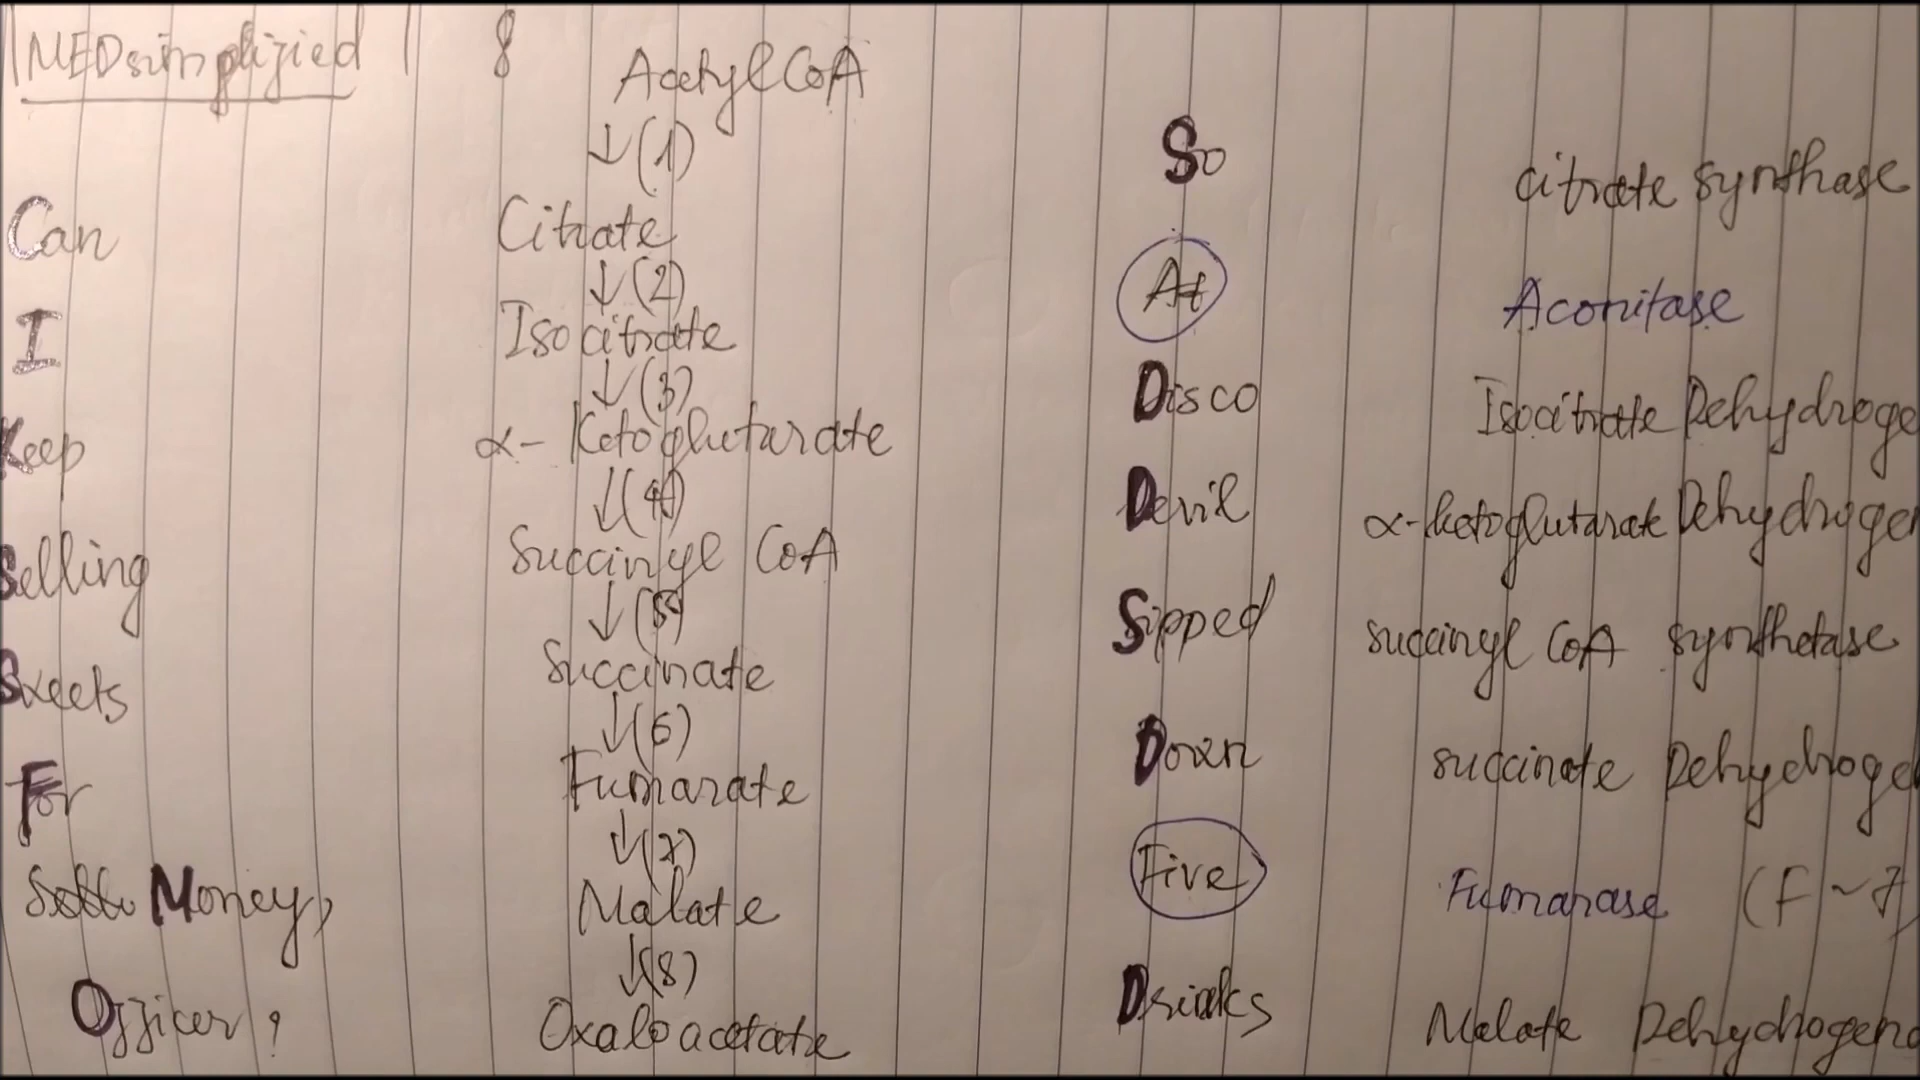 MEDsimplified 8 Acetyl CoA
↓(1) So citrate synthase
Can Citrate
↓(2) At Aconitase
I Isocitrate
↓(3) Disco Isocitrate Dehydroge
Keep α- Ketoglutarate
↓(4) Devil α-ketoglutarate Dehydrogen
Selling Succinyl CoA
↓(5) Sipped succinyl CoA synthetase
Sweets Succinate
↓(6) Down succinate Dehydrogen
For Fumarate
↓(7) Five Fumarase (F ~ 7)
Money, Malate
↓(8) Drinks Malate Dehydrogena
Officer? Oxaloacetate